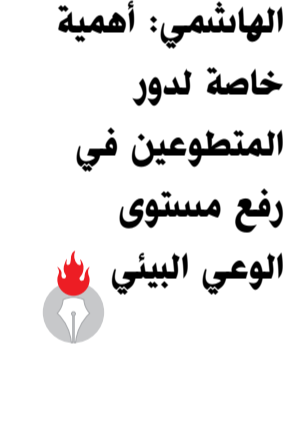 الهاشمي: أهمية
خاصة لدور
المتطوعين في
رفع مستوى
الوعي البيئي